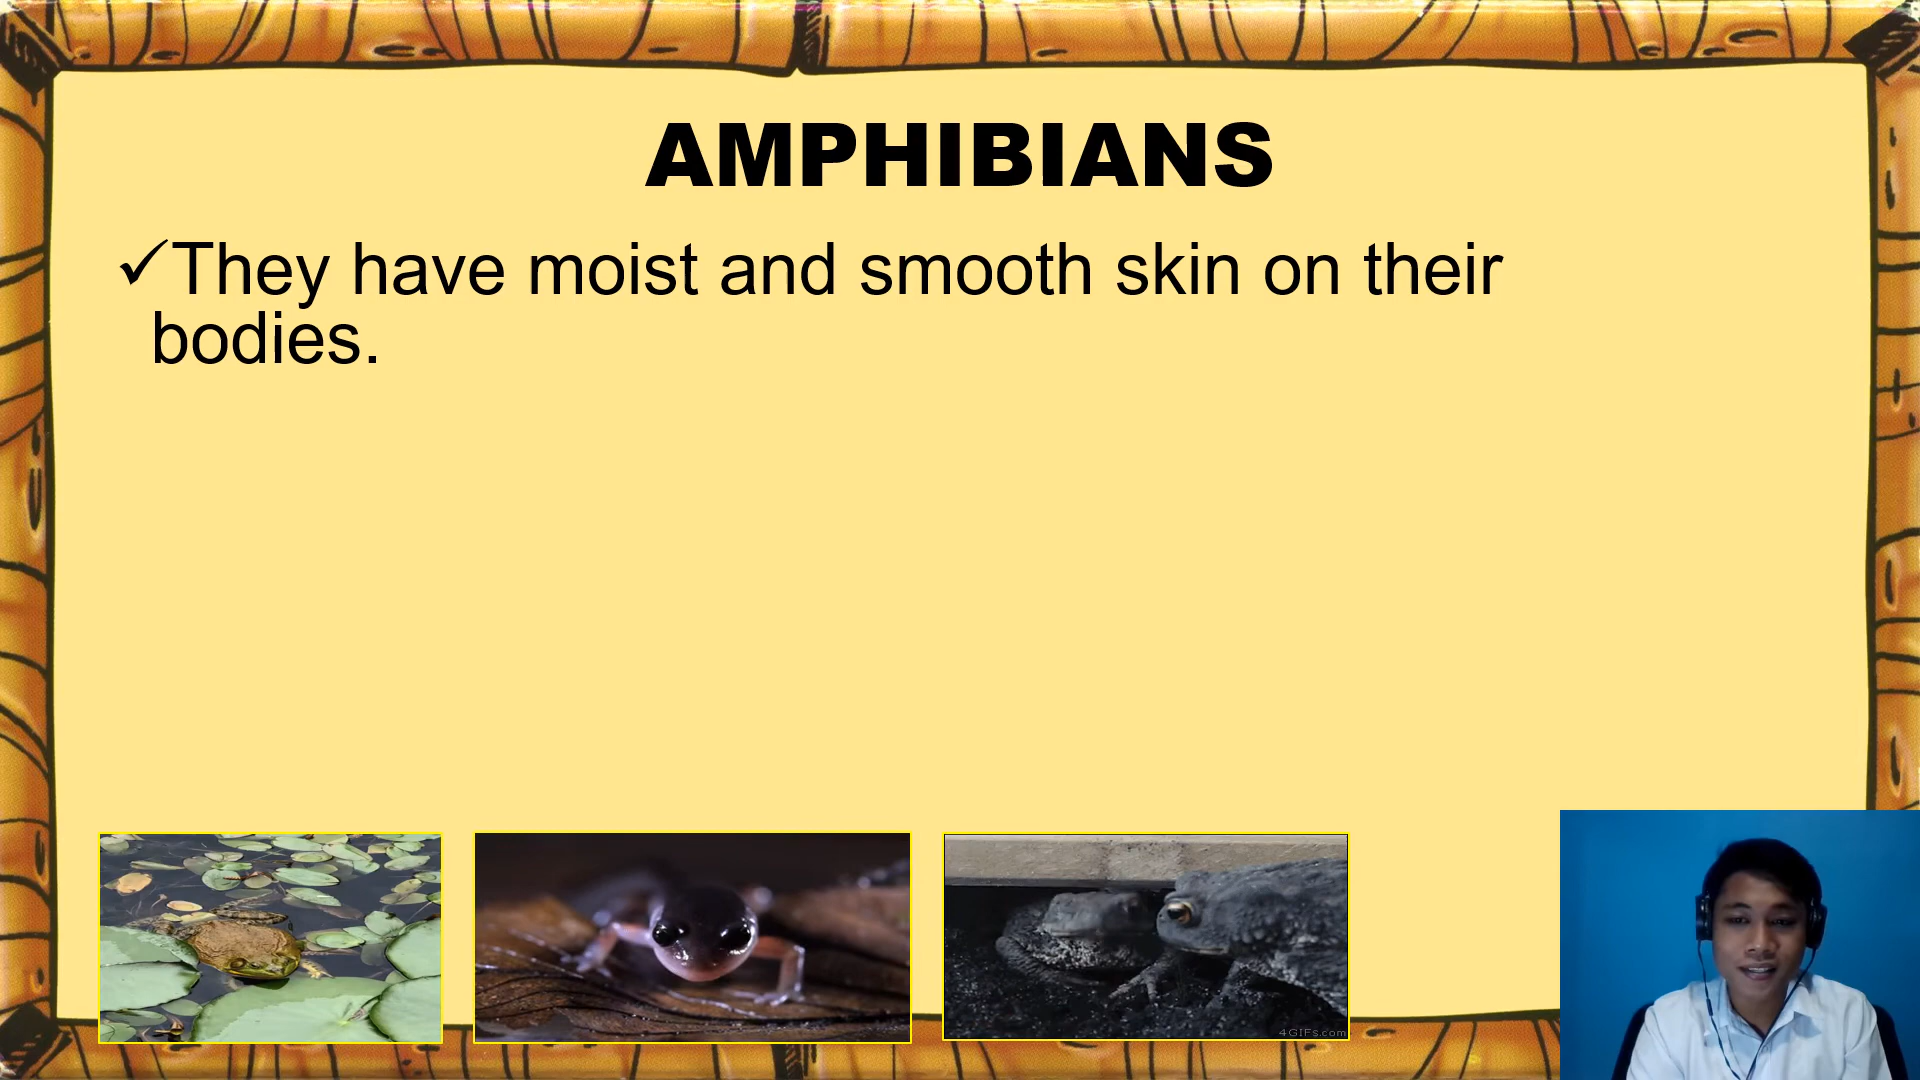 AMPHIBIANS
✓They have moist and smooth skin on their
bodies.
4GIFs.com